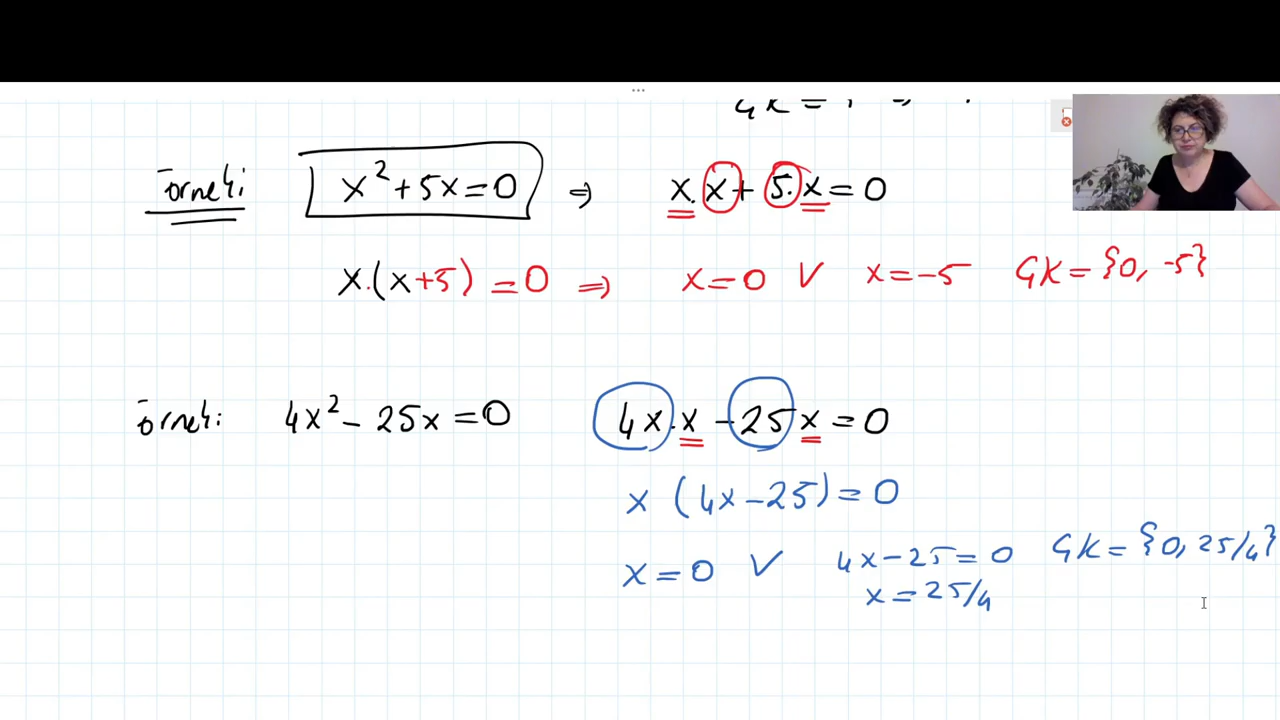 örnek: x² + 5x = 0 ⇒ x.x + 5.x = 0
x.(x+5) = 0 ⇒ x = 0 V x = -5 ÇK = {0, -5}
örnek: 4x² - 25x = 0 4x.x - 25x = 0
x (4x - 25) = 0
x = 0 V 4x - 25 = 0 ÇK = {0, 25/4}
x = 25/4